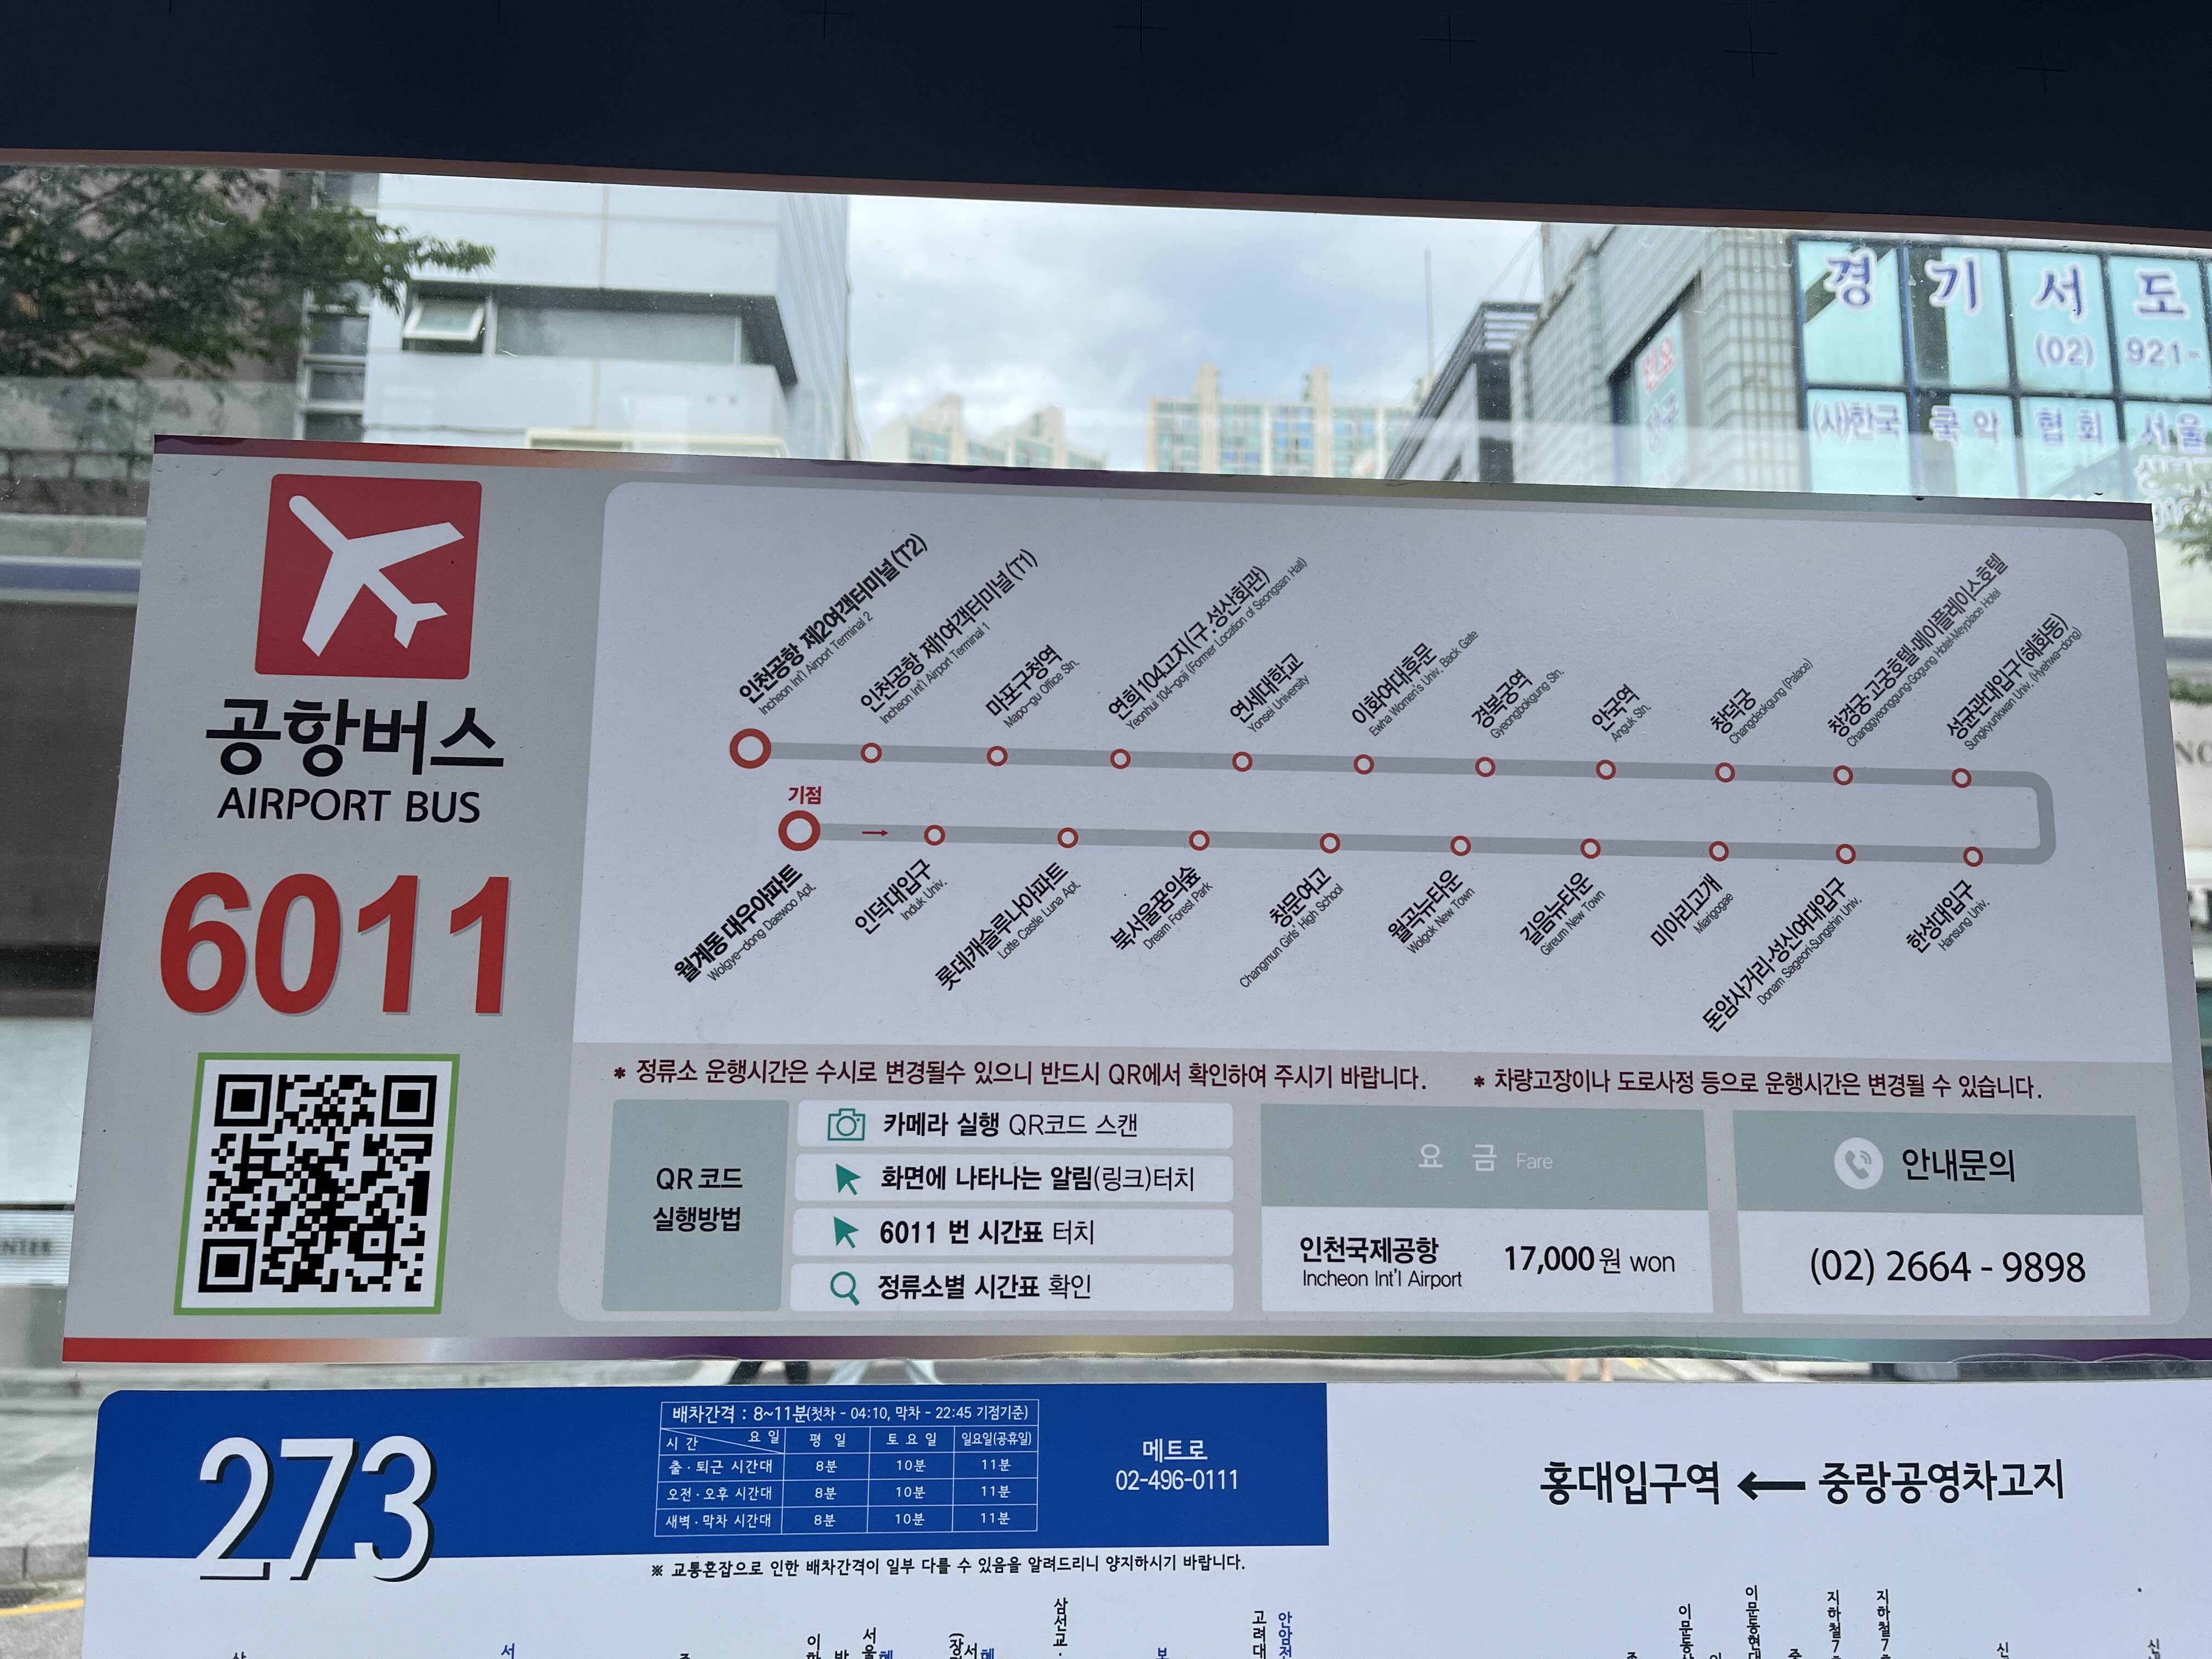 경 기 서 도
(02) 921-
(사)한국 국 악 협 회 서울
공항버스
AIRPORT BUS
6011
인천공항 제2여객터미널 (T2)
Incheon Int'l Airport Terminal 2
인천공항 제1여객터미널 (T1)
Incheon Int'l Airport Terminal 1
마포구청역
Mapo-gu Office Stn.
연희 104고지 (구.성산회관)
Yeonhui 104-goji (Former Location of Seongsan Hall)
연세대학교
Yonsei University
이화여대후문
Ewha Women's Univ. Back Gate
경복궁역
Gyeongbokgung Stn.
안국역
Anguk Stn.
창덕궁
Changdeokgung (Palace)
창경궁·고궁호텔·메이플레이스호텔
Changgyeonggung·Gogung Hotel·Mayplace Hotel
성균관대입구 (혜화동)
Sungkyunkwan Univ. (Hyehwa-dong)
기점
월계동 대우아파트
Wolgye-dong Daewoo Apt.
인덕대입구
Induk Univ.
롯데캐슬루나아파트
Lotte Castle Luna Apt.
북서울꿈의숲
Dream Forest Park
창문여고
Changmun Girls' High School
월곡뉴타운
Wolgok New Town
길음뉴타운
Gireum New Town
미아리고개
Miarigogae
돈암사거리·성신여대입구
Donam Sageori·Sungshin Univ.
한성대입구
Hansung Univ.
* 정류소 운행시간은 수시로 변경될수 있으니 반드시 QR에서 확인하여 주시기 바랍니다. * 차량고장이나 도로사정 등으로 운행시간은 변경될 수 있습니다.
QR 코드
실행방법
카메라 실행 QR코드 스캔
화면에 나타나는 알림(링크)터치
6011 번 시간표 터치
정류소별 시간표 확인
요 금 Fare
인천국제공항
Incheon Int'l Airport
17,000원 won
안내문의
(02) 2664 - 9898
273
배차간격 : 8~11분(첫차 - 04:10, 막차 - 22:45 기점기준)
시 간 요 일 평 일 토 요 일 일요일(공휴일)
출 · 퇴근 시간대 8분 10분 11분
오전 · 오후 시간대 8분 10분 11분
새벽 · 막차 시간대 8분 10분 11분
메트로
02-496-0111
홍대입구역 ← 중랑공영차고지
※ 교통혼잡으로 인한 배차간격이 일부 다를 수 있음을 알려드리니 양지하시기 바랍니다.
삼선교 ·
고려대